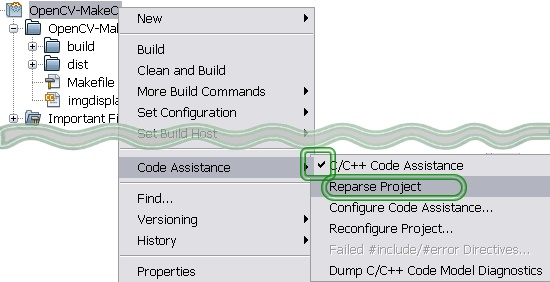 OpenCV-MakeC
OpenCV-Mal
build
dist
Makefile
imgdispla
Important Fi
New
Build
Clean and Build
More Build Commands
Set Configuration
Set Build Host
Code Assistance
Find...
Versioning
History
Properties
C/C++ Code Assistance
Reparse Project
Configure Code Assistance...
Reconfigure Project...
Failed #include/#error Directives...
Dump C/C++ Code Model Diagnostics